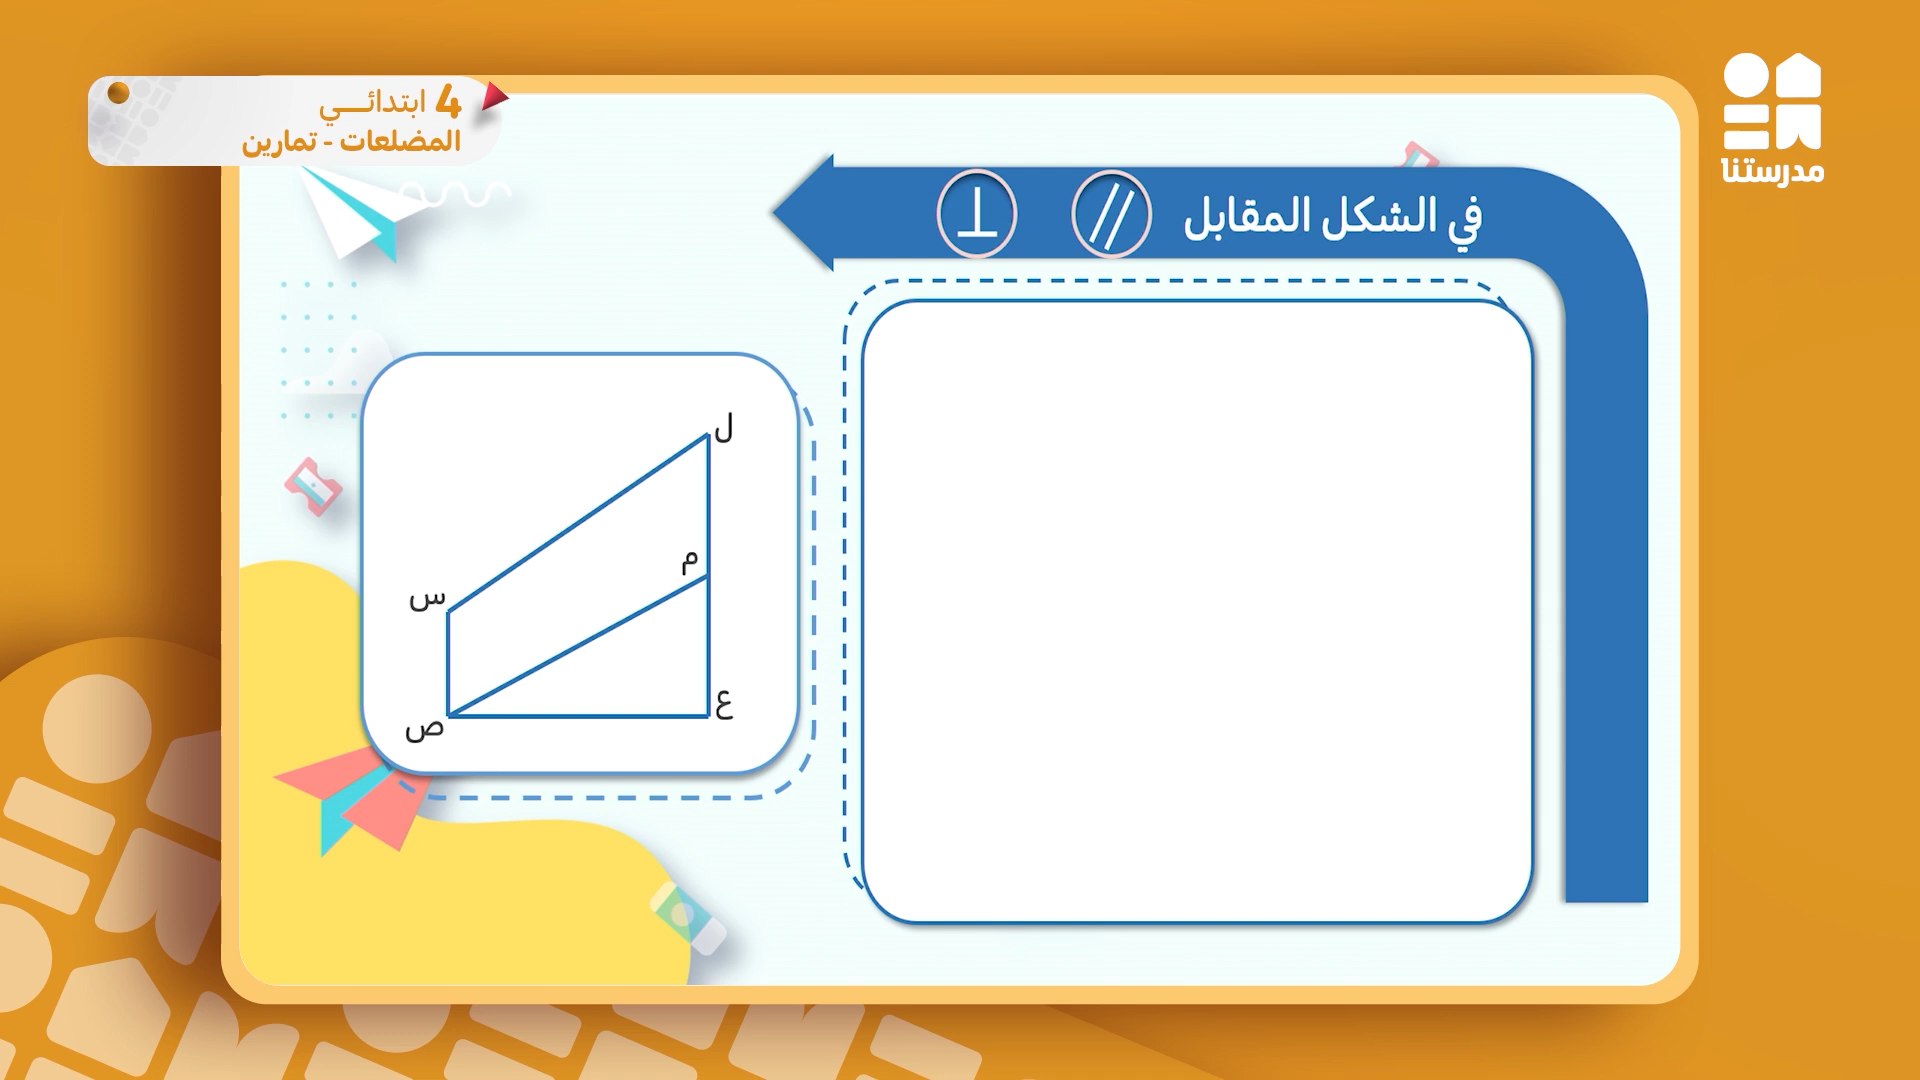 4 ابتدائـــي
المضلعات - تمارين
مدرستنا
في الشكل المقابل // ⊥
ل
م
س
ع
ص